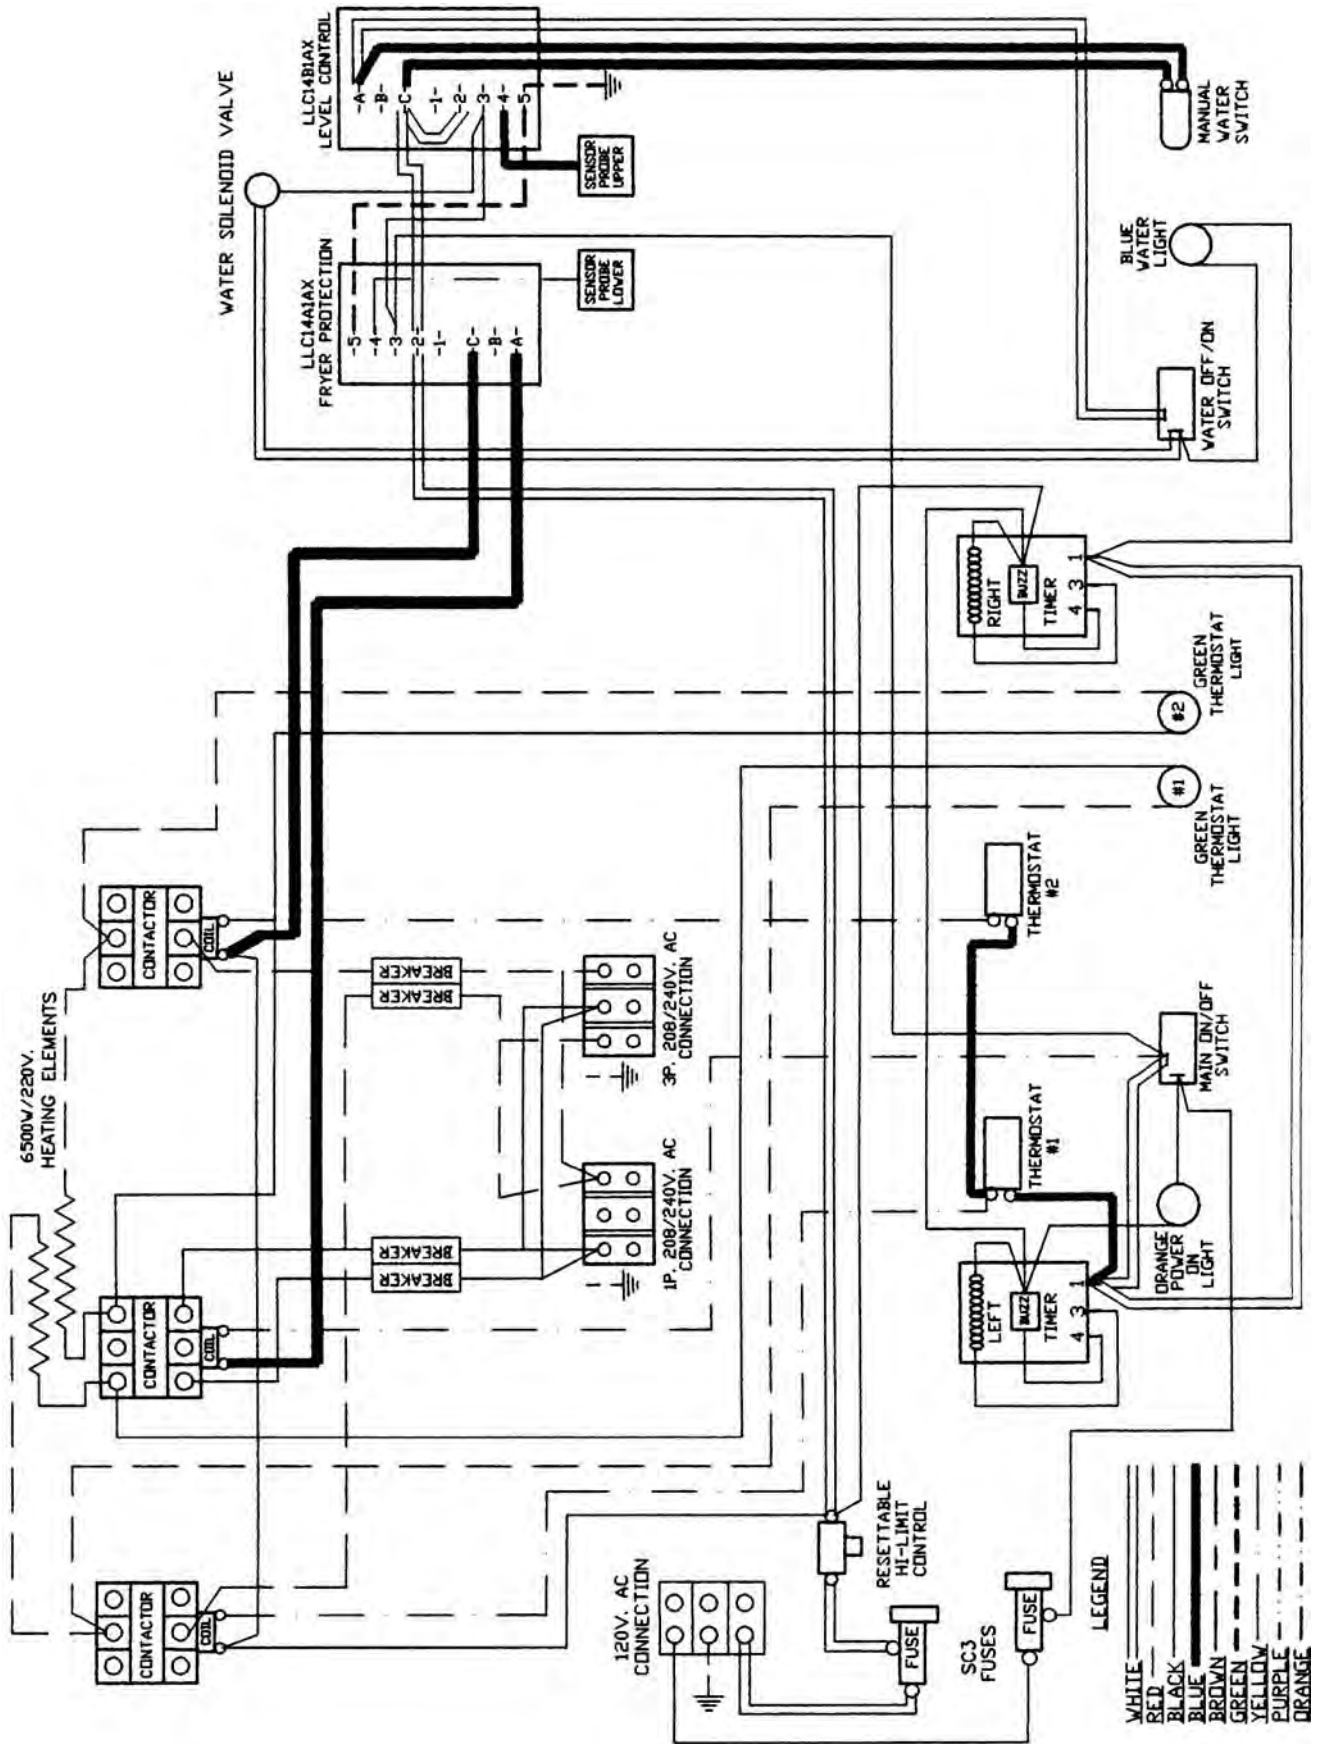 6500W/220V.
HEATING ELEMENTS
CONTACTOR
COIL
CONTACTOR
COIL
CONTACTOR
COIL
WATER SOLENOID VALVE
LLC14A1AX
FRYER PROTECTION
-5-
-4-
-3-
-2-
-1-
-C-
-B-
-A-
LLC14B1AX
LEVEL CONTROL
-A-
-B-
-C-
-1-
-2-
-3-
-4-
-5-
SENSOR
PROBE
LOWER
SENSOR
PROBE
UPPER
BREAKER
BREAKER
BREAKER
BREAKER
1P. 208/240V. AC
CONNECTION
3P. 208/240V. AC
CONNECTION
120V. AC
CONNECTION
RESETTABLE
HI-LIMIT
CONTROL
FUSE
SC3
FUSES
FUSE
LEFT
BUZZ
TIMER
4 3 1
THERMOSTAT
#1
THERMOSTAT
#2
RIGHT
BUZZ
TIMER
4 3 1
ORANGE
POWER
ON
LIGHT
MAIN ON/OFF
SWITCH
#1
GREEN
THERMOSTAT
LIGHT
#2
GREEN
THERMOSTAT
LIGHT
WATER OFF/ON
SWITCH
BLUE
WATER
LIGHT
MANUAL
WATER
SWITCH
LEGEND
WHITE
RED
BLACK
BLUE
BROWN
GREEN
YELLOW
PURPLE
ORANGE